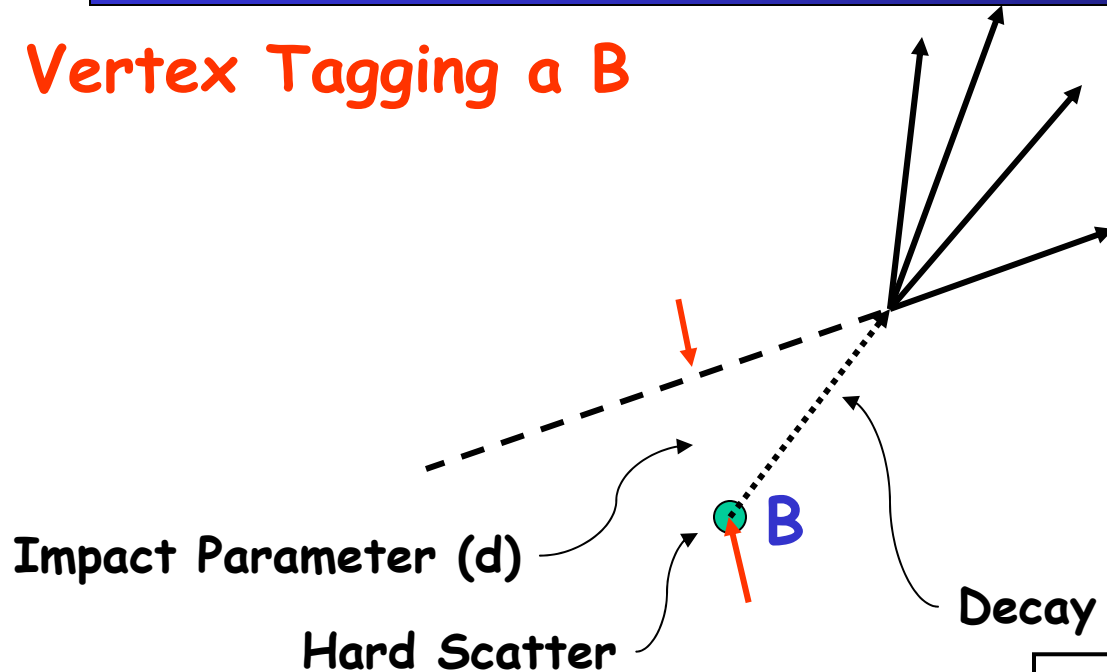 Vertex Tagging a B
B
Impact Parameter (d)
Decay
Hard Scatter